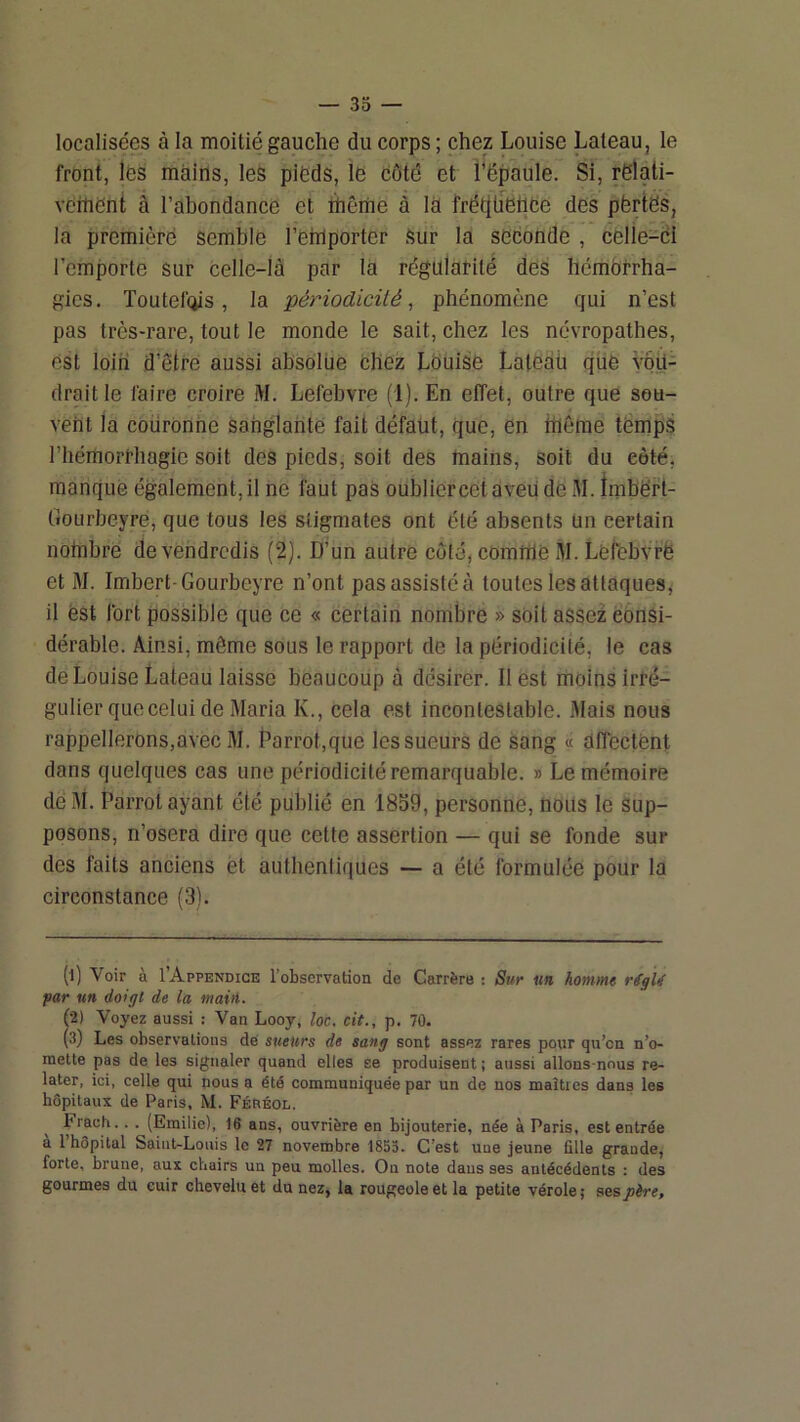 — 35 —
localisées à la moitié gauche du corps ; chez Louise Lateau, le
front, les mains, les pieds, le côté et l'épaule. Si, relati-
vement à l'abondance et même à la fréquence des pertes,
la première semble l'emporter sur la seconde , celle-ci
l'emporte sur celle-là par la régularité des hémorrha-
gies. Toutefois , la périodicité, phénomène qui n'est
pas très-rare, tout le monde le sait, chez les névropathes,
est loin d'être aussi absolue chez Louise Lateau que vou-
drait le faire croire M. Lefebvre (1). En effet, outre que sou-
vent la couronne sanglante fait défaut, que, en même temps
l'hémorrhagie soit des pieds, soit des mains, soit du côté,
manque également, il ne faut pas oublier cet aveu de M. Imbert-
Gourbeyre, que tous les stigmates ont été absents un certain
nombre de vendredis (2). D'un autre côté, comme M. Lefebvre
et M. Imbert-Gourbeyre n'ont pas assisté à toutes les attaques,
il est fort possible que ce « certain nombre » soit assez consi-
dérable. Ainsi, même sous le rapport de la périodicité, le cas
de Louise Lateau laisse beaucoup à désirer. Il est moins irré-
gulier que celui de Maria K., cela est incontestable. Mais nous
rappellerons, avec M. Parrot, que les sueurs de sang « affectent
dans quelques cas une périodicité remarquable. » Le mémoire
de M. Parrot ayant été publié en 1859, personne, nous le sup-
posons, n'osera dire que cette assertion — qui se fonde sur
des faits anciens et authentiques — a été formulée pour la
circonstance (3).
(1) Voir à l'Appendice l'observation de Carrère : Sur un homme réglé
par un doigt de la main.
(2) Voyez aussi : Van Looy, loc. cit., p. 70.
(3) Les observations de sueurs de sang sont assez rares pour qu'on n'o-
mette pas de les signaler quand elles se produisent ; aussi allons-nous re-
later, ici, celle qui nous a été communiquée par un de nos maîtres dans les
hôpitaux de Paris, M. Féréol.
Frach. . . (Emilie), 16 ans, ouvrière en bijouterie, née à Paris, est entrée
à l'hôpital Saint-Louis le 27 novembre 1853. C'est une jeune fille grande,
forte, brune, aux chairs un peu molles. On note dans ses antécédents : des
gourmes du cuir chevelu et du nez, la rougeole et la petite vérole ; ses père,